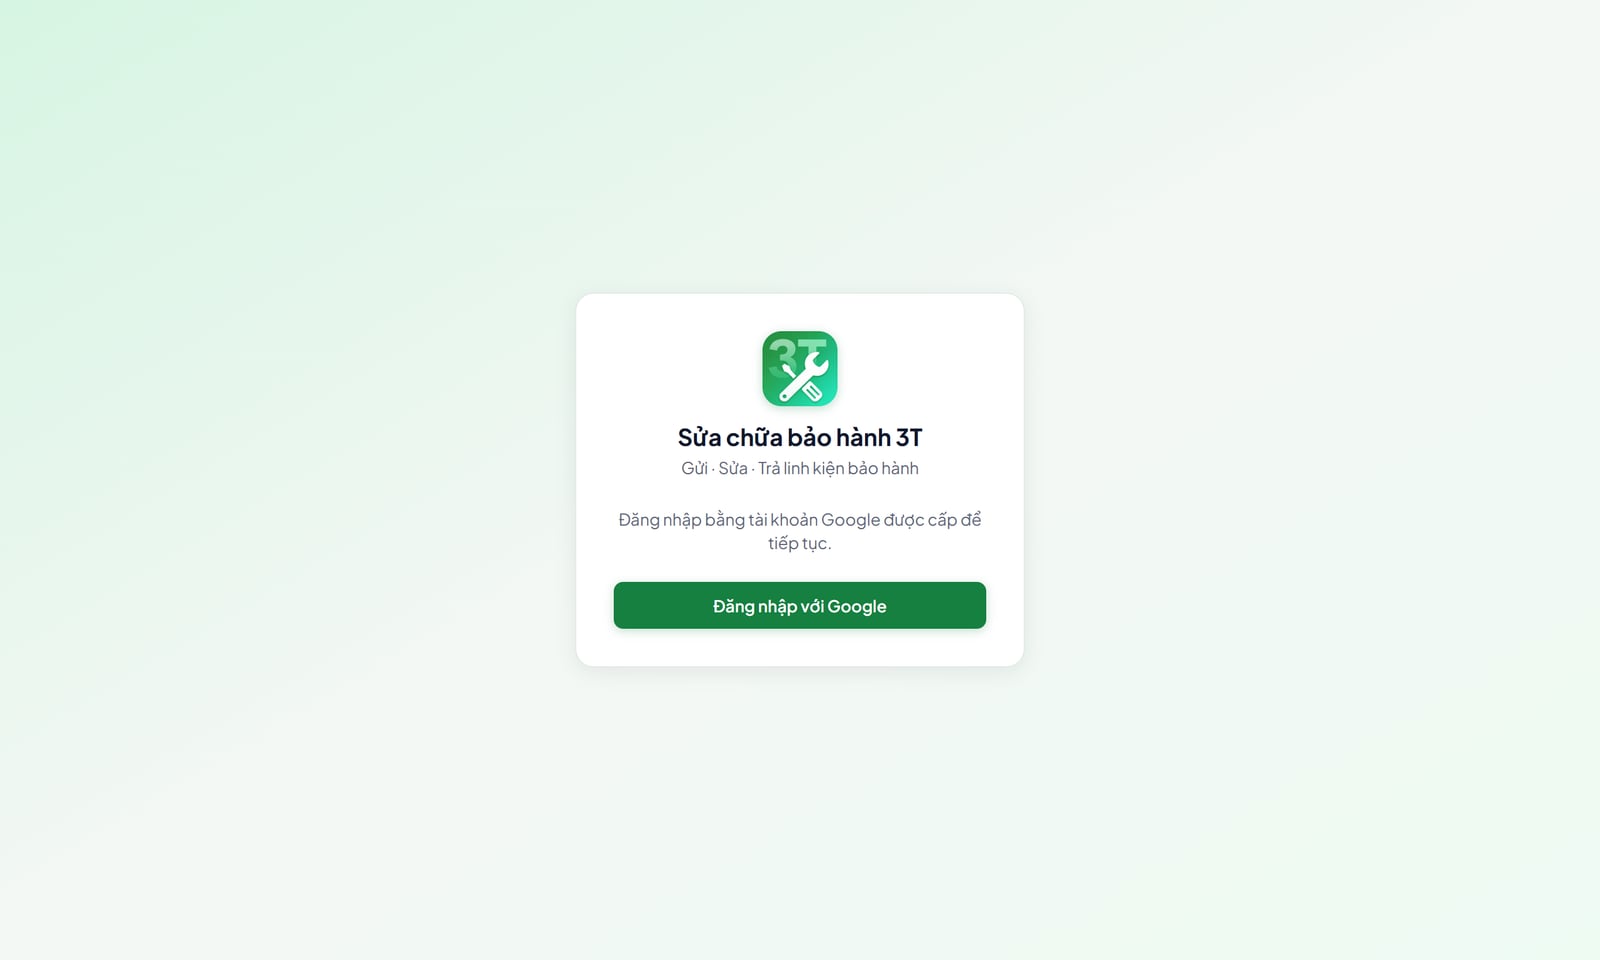 3T
Sửa chữa bảo hành 3T
Gửi · Sửa · Trả linh kiện bảo hành
Đăng nhập bằng tài khoản Google được cấp để
tiếp tục.
Đăng nhập với Google